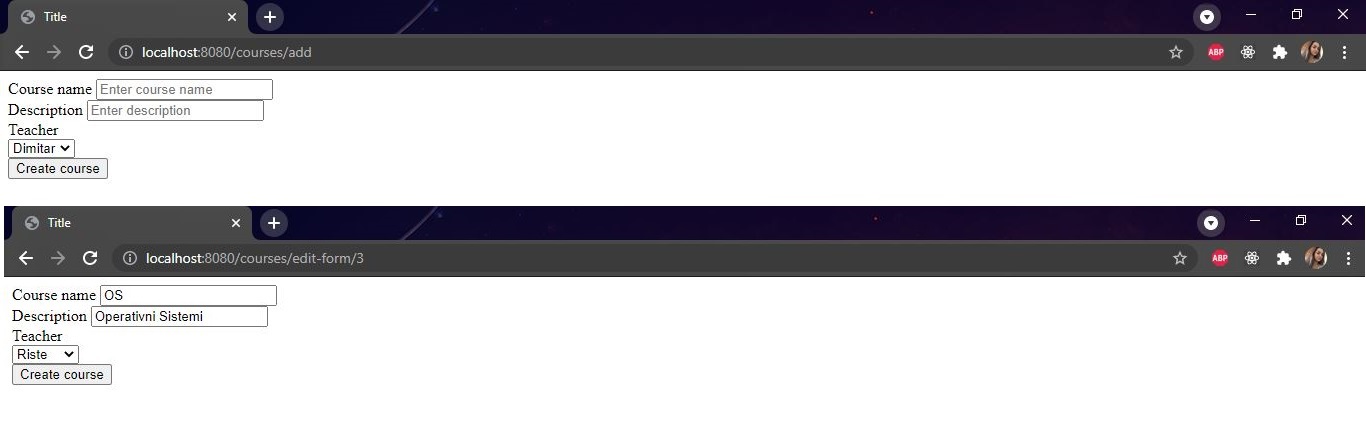 Title
localhost:8080/courses/add
ABP
Course name Enter course name
Description Enter description
Teacher
Dimitar
Create course
Title
localhost:8080/courses/edit-form/3
ABP
Course name OS
Description Operativni Sistemi
Teacher
Riste
Create course